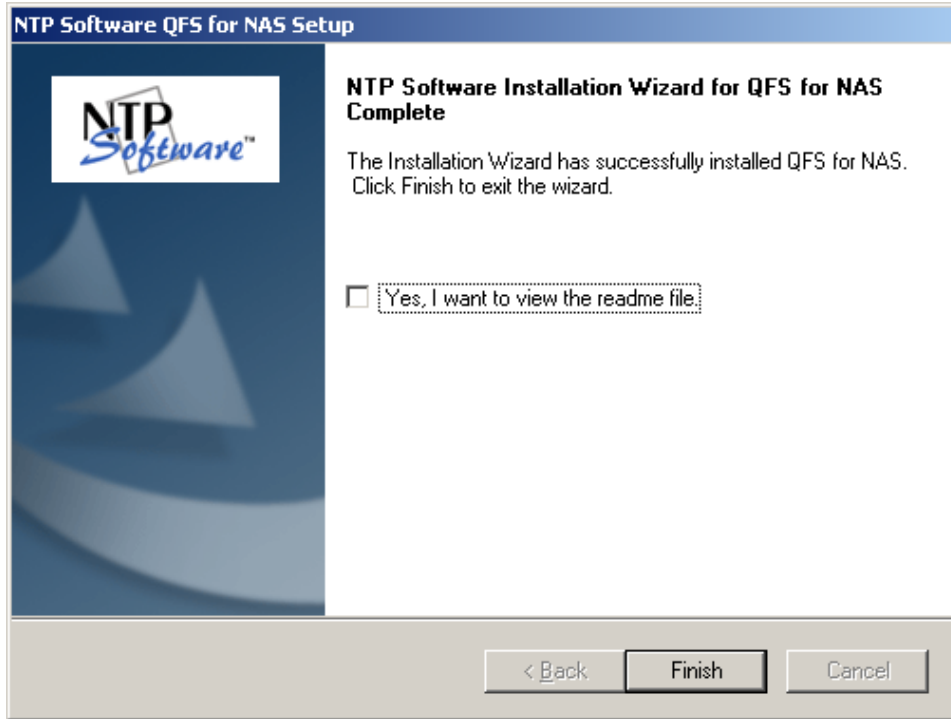 NTP Software QFS for NAS Setup
NTP
Software™
NTP Software Installation Wizard for QFS for NAS
Complete
The Installation Wizard has successfully installed QFS for NAS.
Click Finish to exit the wizard.
Yes, I want to view the readme file.
< Back
Finish
Cancel